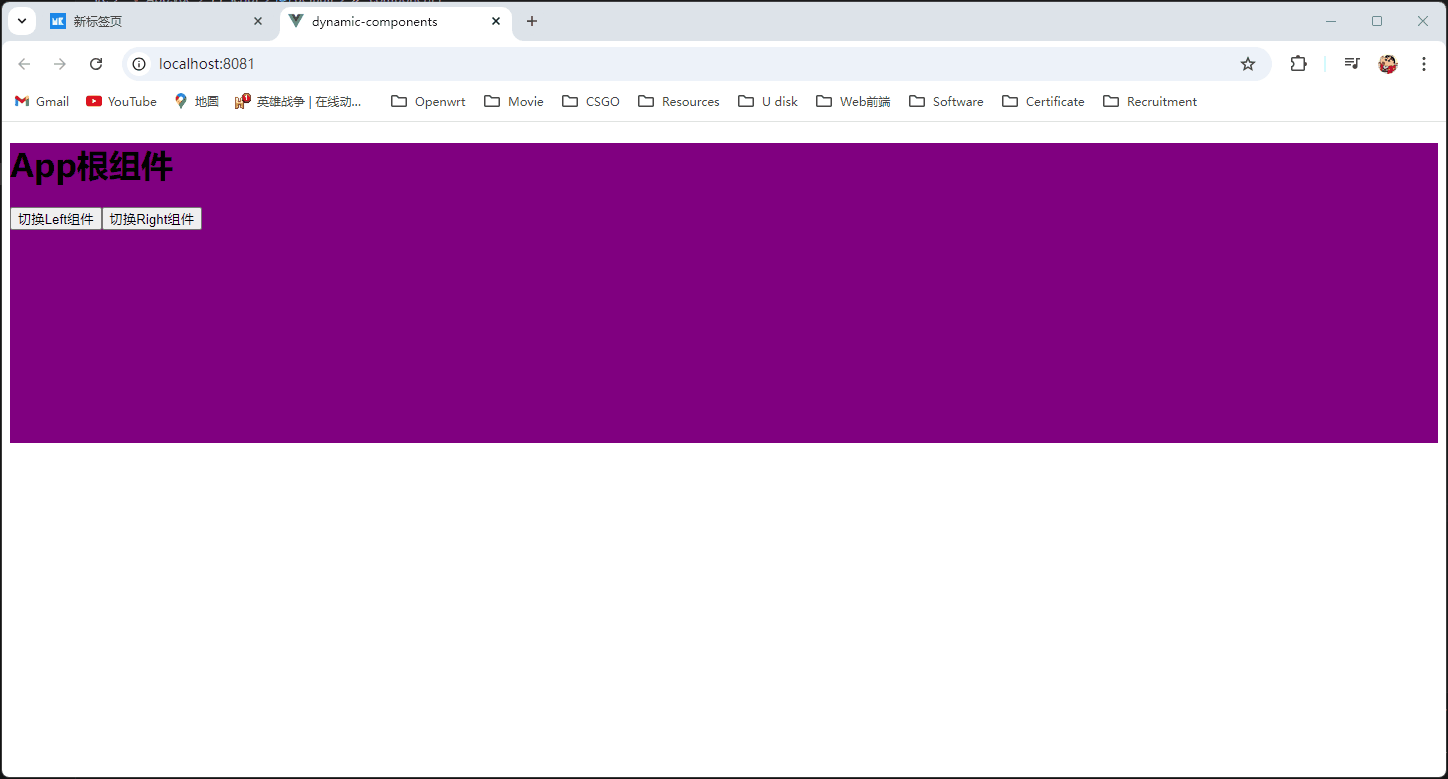 新标签页
dynamic-components
localhost:8081
Gmail
YouTube
地圖
英雄战争 | 在线动...
Openwrt
Movie
CSGO
Resources
U disk
Web前端
Software
Certificate
Recruitment
App根组件
切换Left组件 切换Right组件